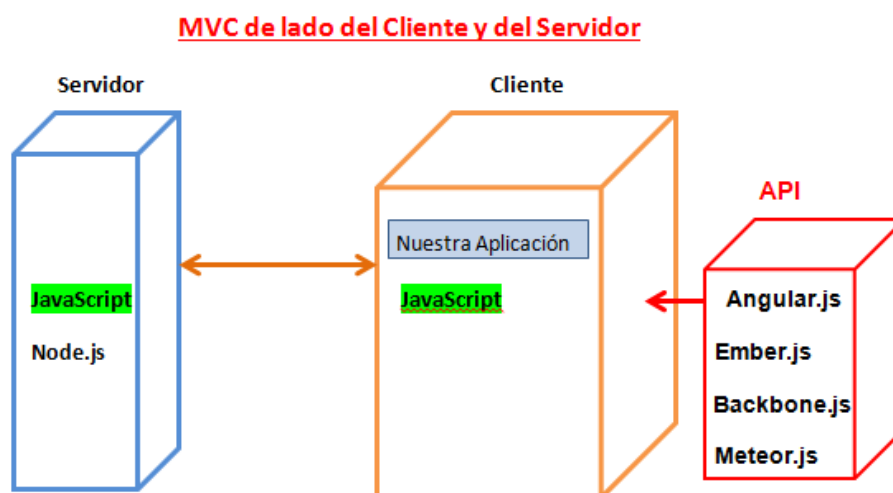 MVC de lado del Cliente y del Servidor
Servidor
JavaScript
Node.js
Cliente
Nuestra Aplicación
JavaScript
API
Angular.js
Ember.js
Backbone.js
Meteor.js